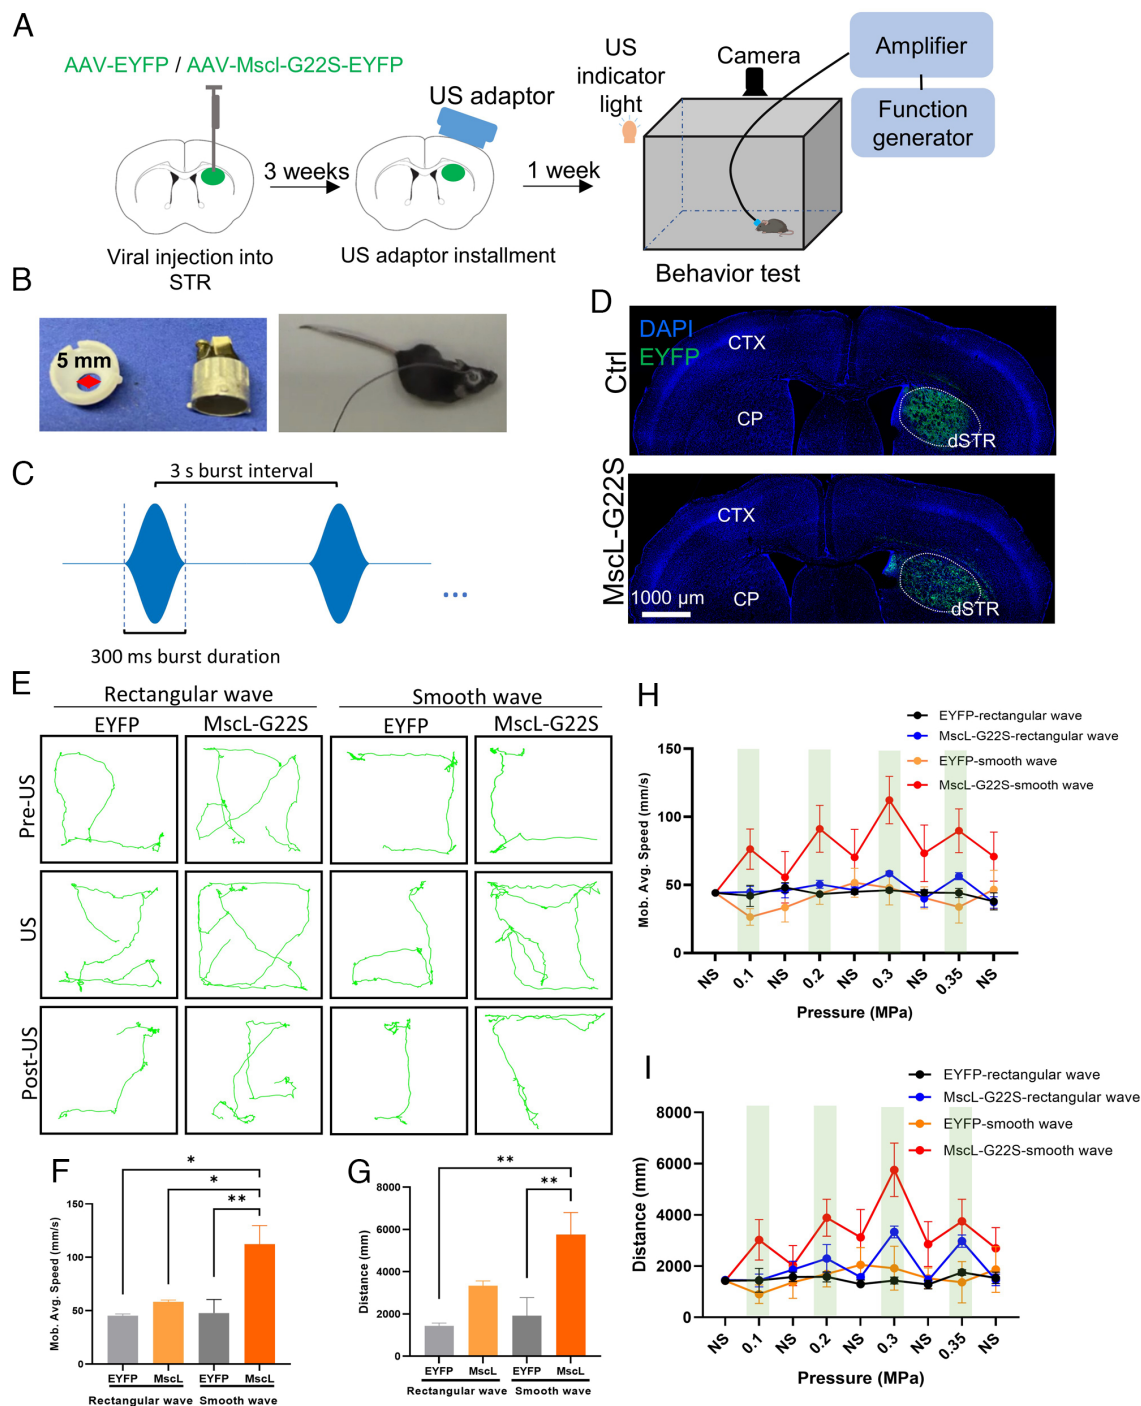 A
AAV-EYFP / AAV-Mscl-G22S-EYFP
US adaptor
3 weeks
1 week
Viral injection into
STR
US adaptor installment
US
indicator
light
Camera
Amplifier
Function
generator
Behavior test
B
5 mm
C
3 s burst interval
300 ms burst duration
D
Ctrl
DAPI
EYFP
CTX
CP
dSTR
MscL-G22S
CTX
CP
dSTR
1000 µm
E
Rectangular wave
Smooth wave
EYFP
MscL-G22S
EYFP
MscL-G22S
Pre-US
US
Post-US
F
Mob. Avg. Speed (mm/s)
150
100
50
0
*
*
**
EYFP
MscL
EYFP
MscL
Rectangular wave
Smooth wave
G
Distance (mm)
8000
6000
4000
2000
0
**
**
EYFP
MscL
EYFP
MscL
Rectangular wave
Smooth wave
H
EYFP-rectangular wave
MscL-G22S-rectangular wave
EYFP-smooth wave
MscL-G22S-smooth wave
Mob. Avg. Speed (mm/s)
150
100
50
0
NS
0.1
NS
0.2
NS
0.3
NS
0.35
NS
Pressure (MPa)
I
EYFP-rectangular wave
MscL-G22S-rectangular wave
EYFP-smooth wave
MscL-G22S-smooth wave
Distance (mm)
8000
6000
4000
2000
0
NS
0.1
NS
0.2
NS
0.3
NS
0.35
NS
Pressure (MPa)